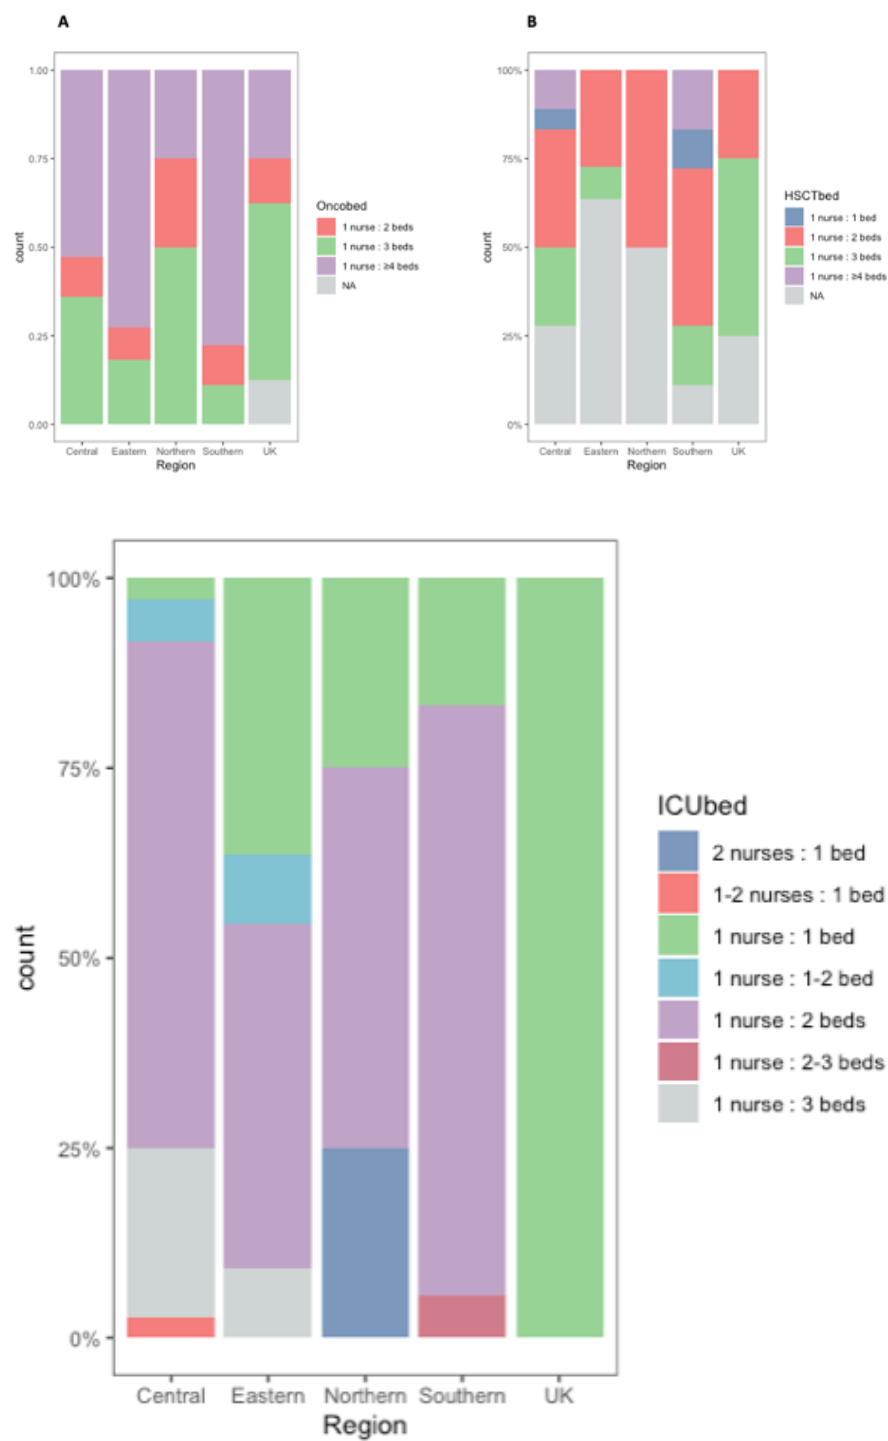 A
1.00
0.75
0.50
0.25
0.00
count
Central Eastern Northern Southern UK
Region
Oncobed
1 nurse : 2 beds
1 nurse : 3 beds
1 nurse : ≥4 beds
NA
B
100%
75%
50%
25%
0%
count
Central Eastern Northern Southern UK
Region
HSCTbed
1 nurse : 1 bed
1 nurse : 2 beds
1 nurse : 3 beds
1 nurse : ≥4 beds
NA
100%
75%
50%
25%
0%
count
Central Eastern Northern Southern UK
Region
ICUbed
2 nurses : 1 bed
1-2 nurses : 1 bed
1 nurse : 1 bed
1 nurse : 1-2 bed
1 nurse : 2 beds
1 nurse : 2-3 beds
1 nurse : 3 beds